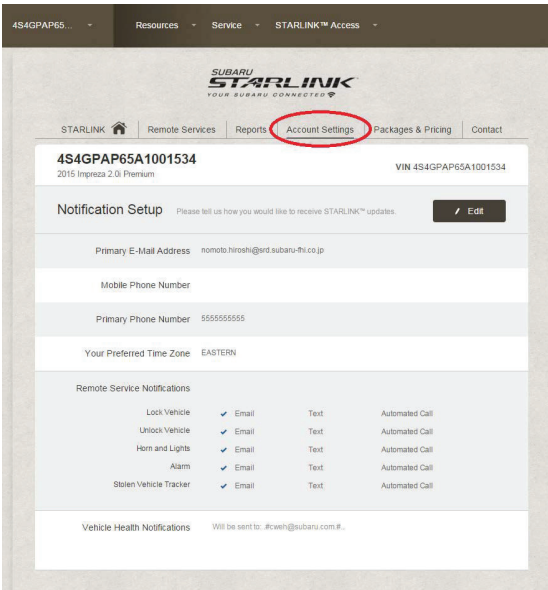 4S4GPAP65... Resources Service STARLINK™ Access
SUBARU
STARLINK
YOUR SUBARU CONNECTED
STARLINK Remote Services Reports Account Settings Packages & Pricing Contact
4S4GPAP65A1001534
2015 Impreza 2.0i Premium
VIN 4S4GPAP65A1001534
Notification Setup Please tell us how you would like to receive STARLINK™ updates. Edit
Primary E-Mail Address nomoto.hiroshi@srd.subaru-fhi.co.jp
Mobile Phone Number
Primary Phone Number 5555555555
Your Preferred Time Zone EASTERN
Remote Service Notifications
Lock Vehicle Email Text Automated Call
Unlock Vehicle Email Text Automated Call
Horn and Lights Email Text Automated Call
Alarm Email Text Automated Call
Stolen Vehicle Tracker Email Text Automated Call
Vehicle Health Notifications Will be sent to: .#cweh@subaru.com.#..